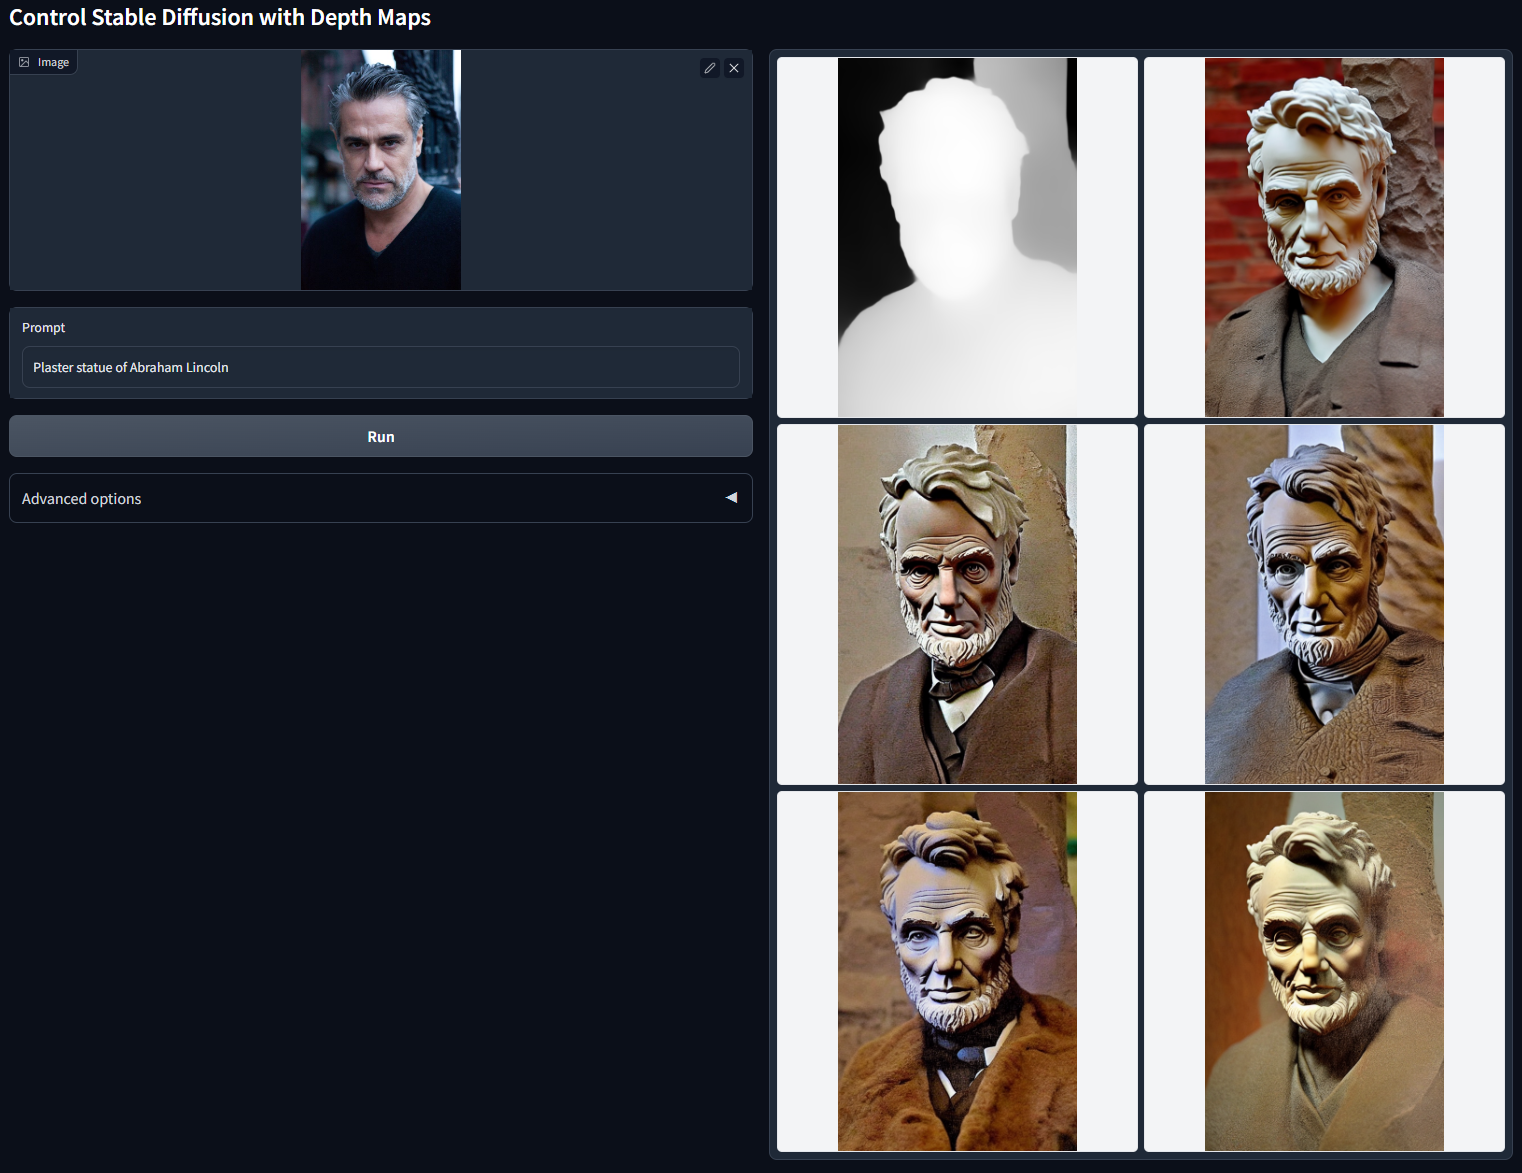 Control Stable Diffusion with Depth Maps
Image
Prompt
Plaster statue of Abraham Lincoln
Run
Advanced options